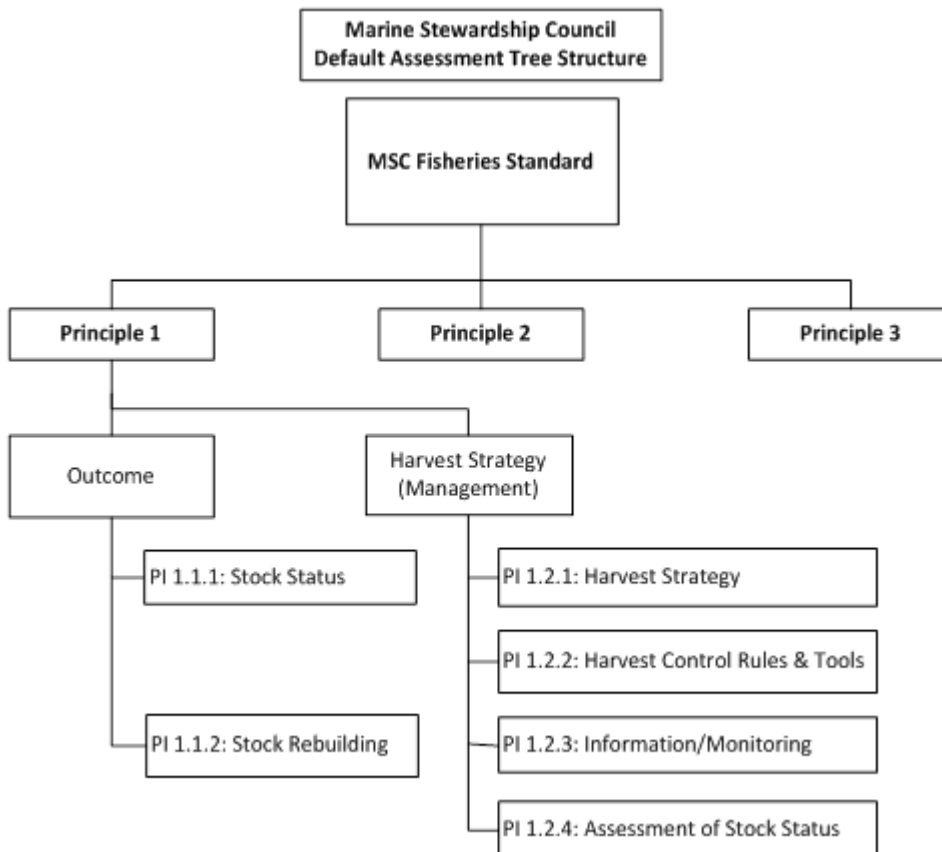 Marine Stewardship Council
Default Assessment Tree Structure
MSC Fisheries Standard
Principle 1
Principle 2
Principle 3
Outcome
Harvest Strategy
(Management)
PI 1.1.1: Stock Status
PI 1.1.2: Stock Rebuilding
PI 1.2.1: Harvest Strategy
PI 1.2.2: Harvest Control Rules & Tools
PI 1.2.3: Information/Monitoring
PI 1.2.4: Assessment of Stock Status